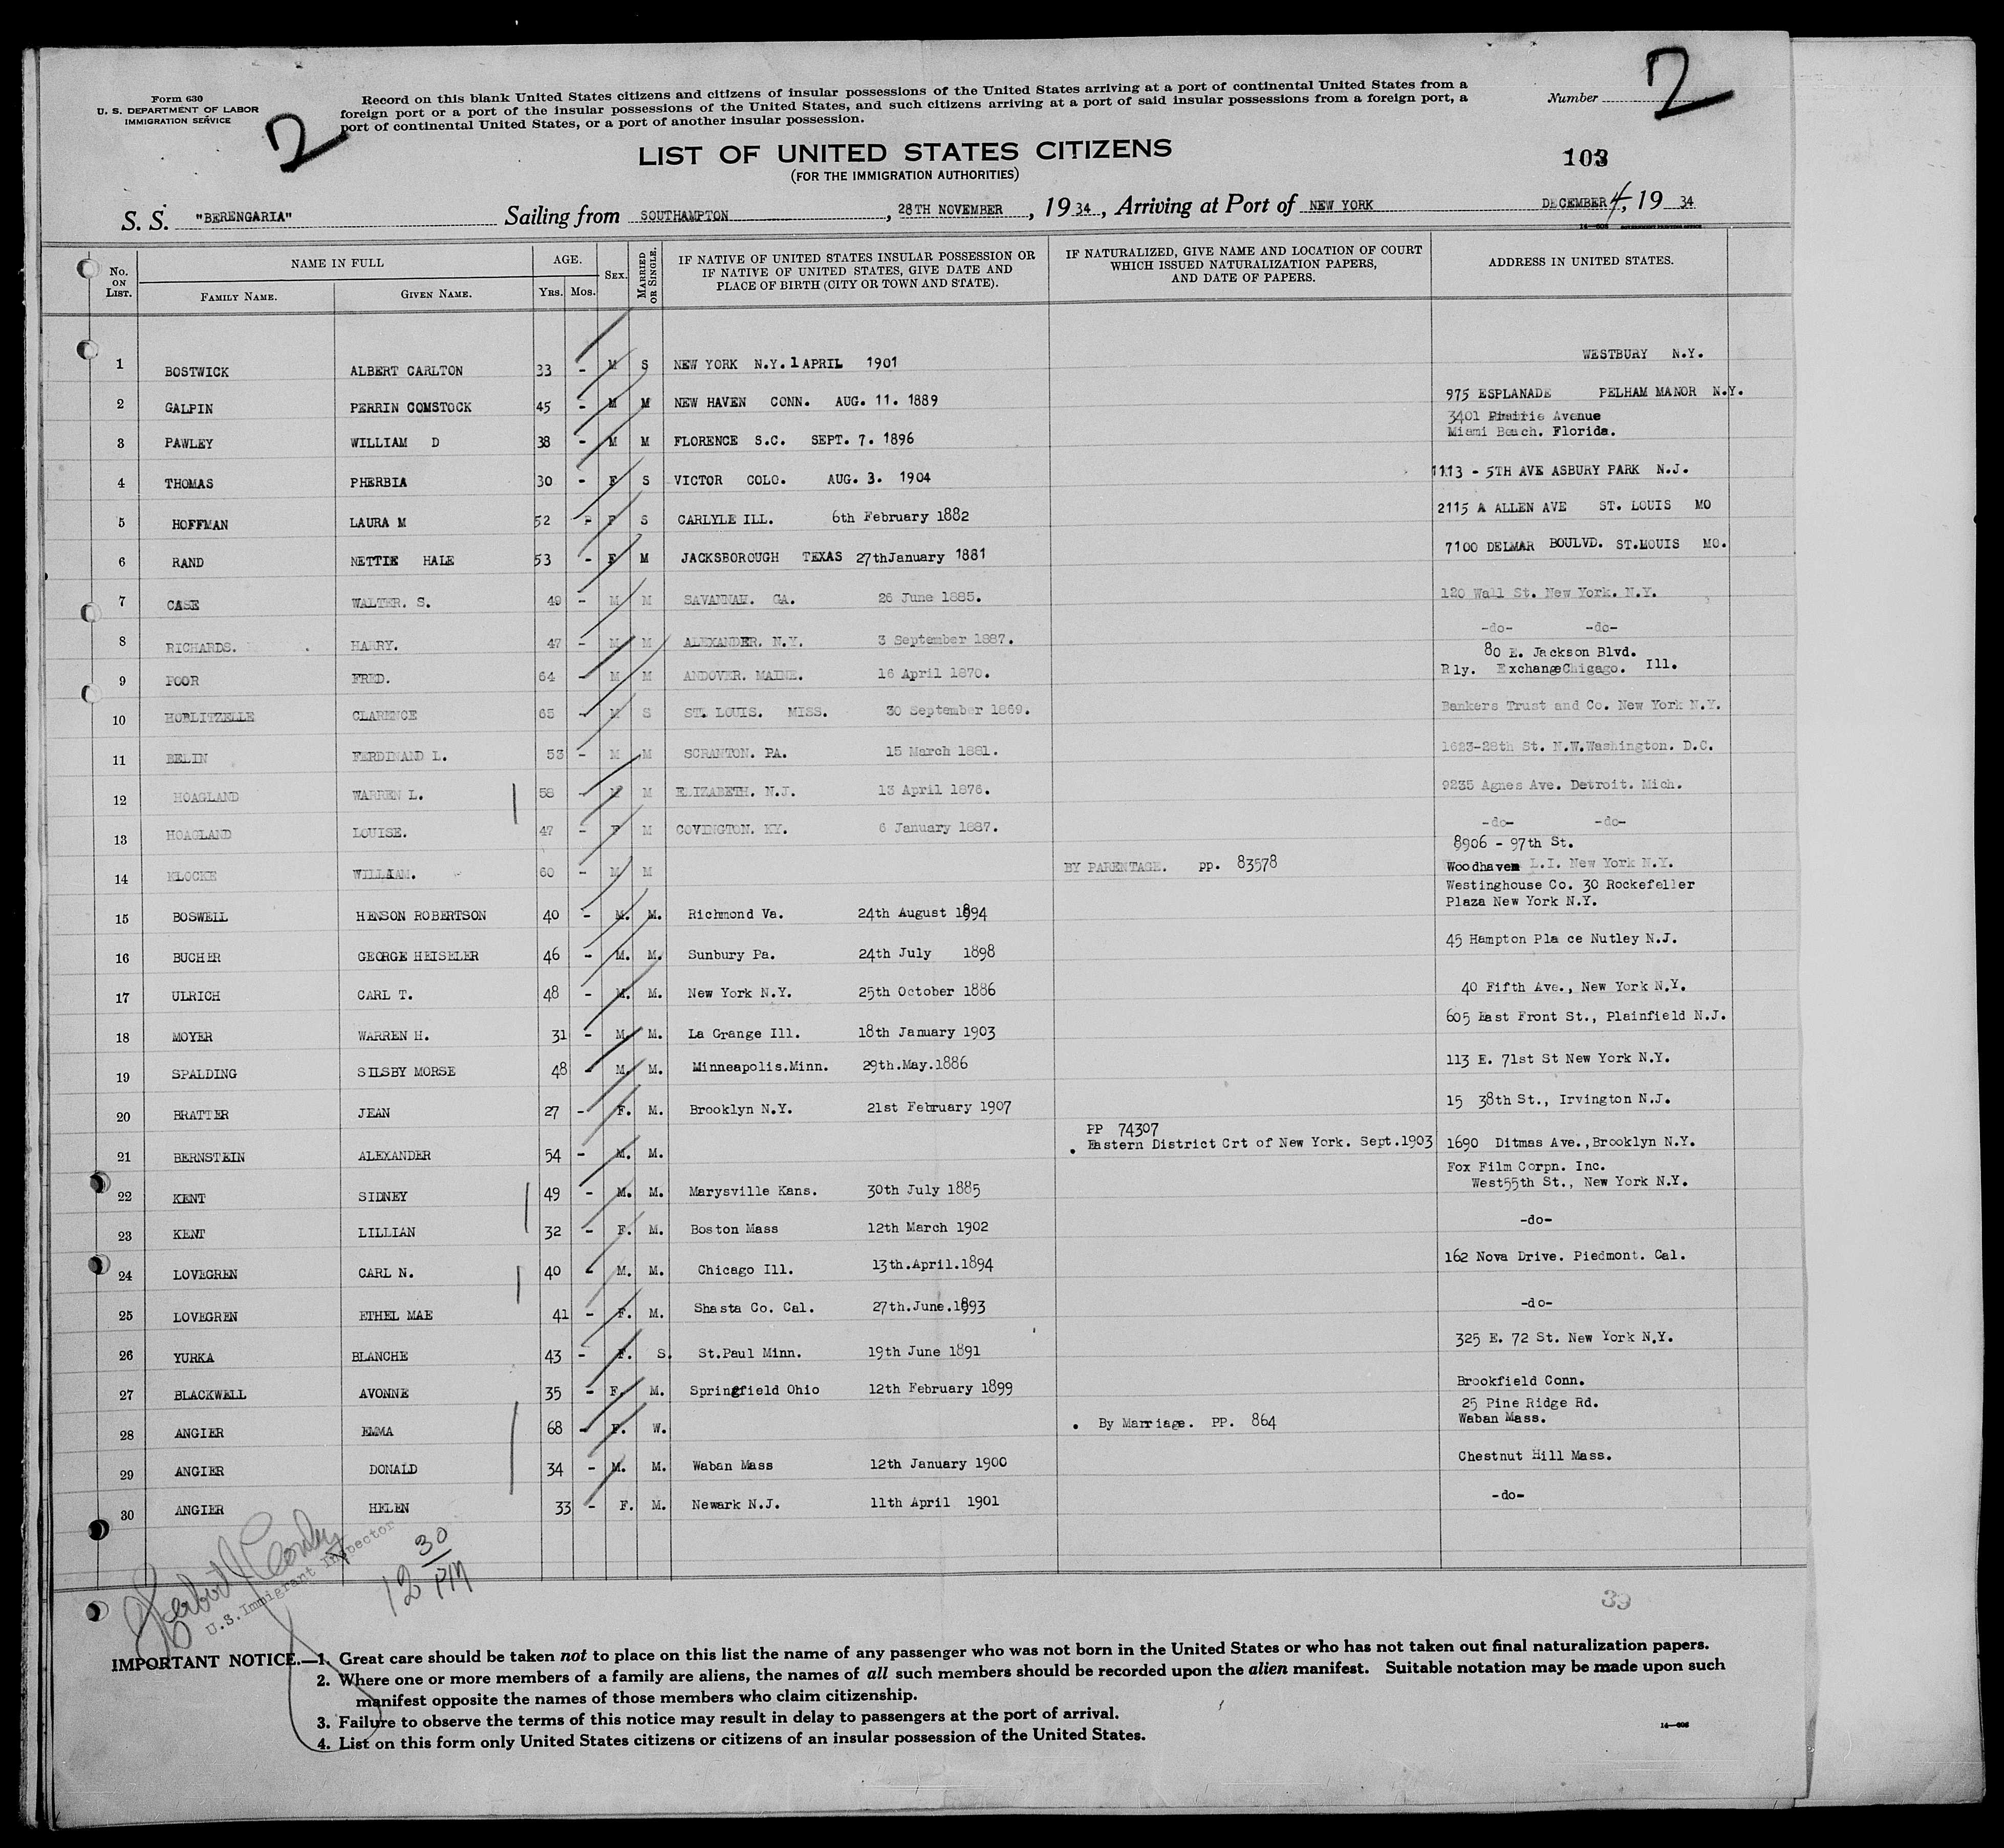 Form 630
U. S. DEPARTMENT OF LABOR
IMMIGRATION SERVICE
2
Record on this blank United States citizens and citizens of insular possessions of the United States arriving at a port of continental United States from a
foreign port or a port of the insular possessions of the United States, and such citizens arriving at a port of said insular possessions from a foreign port, a
port of continental United States, or a port of another insular possession.
Number 2
LIST OF UNITED STATES CITIZENS
(FOR THE IMMIGRATION AUTHORITIES)
103
S. S. "BERENGARIA" Sailing from SOUTHAMPTON, 28TH NOVEMBER, 19 34, Arriving at Port of NEW YORK DECEMBER 4, 19 34
No. ON LIST. NAME IN FULL FAMILY NAME. GIVEN NAME. AGE. YRS. MOS. SEX. MARRIED OR SINGLE. IF NATIVE OF UNITED STATES INSULAR POSSESSION OR IF NATIVE OF UNITED STATES, GIVE DATE AND PLACE OF BIRTH (CITY OR TOWN AND STATE). IF NATURALIZED, GIVE NAME AND LOCATION OF COURT WHICH ISSUED NATURALIZATION PAPERS, AND DATE OF PAPERS. ADDRESS IN UNITED STATES.
1 BOSTWICK ALBERT CARLTON 33 - M S NEW YORK N.Y. 1 APRIL 1901 WESTBURY N.Y.
2 GALPIN PERRIN COMSTOCK 45 - M M NEW HAVEN CONN. AUG. 11. 1889 975 ESPLANADE PELHAM MANOR N.Y.
3 PAWLEY WILLIAM D 38 - M M FLORENCE S.C. SEPT. 7. 1896 3401 Prairie Avenue
Miami Beach. Florida.
4 THOMAS PHERBIA 30 - F S VICTOR COLO. AUG. 3. 1904 1113 - 5TH AVE ASBURY PARK N.J.
5 HOFFMAN LAURA M 52 - F S CARLYLE ILL. 6th February 1882 2115 A ALLEN AVE ST. LOUIS MO
6 RAND NETTIE HALE 53 - F M JACKSBOROUGH TEXAS 27thJanuary 1881 7100 DELMAR BOULVD. ST.LOUIS MO.
7 CASE WALTER. S. 49 - M M SAVANNAH. GA. 26 June 1885. 120 Wall St. New York. N.Y.
8 RICHARDS. HARRY. 47 - M M ALEXANDER. N.Y. 3 September 1887. -do- -do-
9 POOR FRED. 64 - M M ANDOVER. MAINE. 16 April 1870. 80 E. Jackson Blvd.
Rly. ExchangeChigago. Ill.
10 HOBLITZELLE CLARENCE 65 - M S ST. LOUIS. MISS. 30 September 1869. Bankers Trust and Co. New York N.Y.
11 BELIN FERDINAND L. 53 - M M SCRANTON. PA. 15 March 1881. 1623-28th St. N.W.Washington. D.C.
12 HOAGLAND WARREN L. 58 - M M ELIZABETH. N.J. 13 April 1876. 9235 Agnes Ave. Detroit. Mich.
13 HOAGLAND LOUISE. 47 - F M COVINGTON. KY. 6 January 1887. -do- -do-
14 KLOCKE WILLIAM. 60 - M M BY PARENTAGE. pp. 83578 8906 - 97th St.
Woodhaven L.I. New York N.Y.
15 BOSWELL HENSON ROBERTSON 40 - M. M. Richmond Va. 24th August 1894 Westinghouse Co. 30 Rockefeller
Plaza New York N.Y.
16 BUCHER GEORGE HEISELER 46 - M. M. Sunbury Pa. 24th July 1898 45 Hampton Pla ce Nutley N.J.
17 ULRICH CARL T. 48 - M. M. New York N.Y. 25th October 1886 40 Fifth Ave., New York N.Y.
18 MOYER WARREN H. 31 - M. M. La Grange Ill. 18th January 1903 605 East Front St., Plainfield N.J.
19 SPALDING SILSBY MORSE 48 - M. M. Minneapolis.Minn. 29th.May.1886 113 E. 71st St New York N.Y.
20 BRATTER JEAN 27 - F. M. Brooklyn N.Y. 21st February 1907 15 38th St., Irvington N.J.
21 BERNSTEIN ALEXANDER 54 - M. M. PP 74307
Eastern District Crt of New York. Sept.1903 1690 Ditmas Ave.,Brooklyn N.Y.
22 KENT SIDNEY 49 - M. M. Marysville Kans. 30th July 1885 Fox Film Corpn. Inc.
West55th St., New York N.Y.
23 KENT LILLIAN 32 - F. M. Boston Mass 12th March 1902 -do-
24 LOVEGREN CARL N. 40 - M. M. Chicago Ill. 13th.April.1894 162 Nova Drive. Piedmont. Cal.
25 LOVEGREN ETHEL MAE 41 - F. M. Shasta Co. Cal. 27th.June.1893 -do-
26 YURKA BLANCHE 43 - F. S. St.Paul Minn. 19th June 1891 325 E. 72 St. New York N.Y.
27 BLACKWELL AVONNE 35 - F. M. Springfield Ohio 12th February 1899 Brookfield Conn.
28 ANGIER EMMA 68 - F. W. By Marriage. PP. 864 25 Pine Ridge Rd.
Waban Mass.
29 ANGIER DONALD 34 - M. M. Waban Mass 12th January 1900 Chestnut Hill Mass.
30 ANGIER HELEN 33 - F. M. Newark N.J. 11th April 1901 -do-
U.S. Immigrant Inspector
12 30 PM
39
IMPORTANT NOTICE.—1. Great care should be taken not to place on this list the name of any passenger who was not born in the United States or who has not taken out final naturalization papers.
2. Where one or more members of a family are aliens, the names of all such members should be recorded upon the alien manifest. Suitable notation may be made upon such
manifest opposite the names of those members who claim citizenship.
3. Failure to observe the terms of this notice may result in delay to passengers at the port of arrival.
4. List on this form only United States citizens or citizens of an insular possession of the United States.